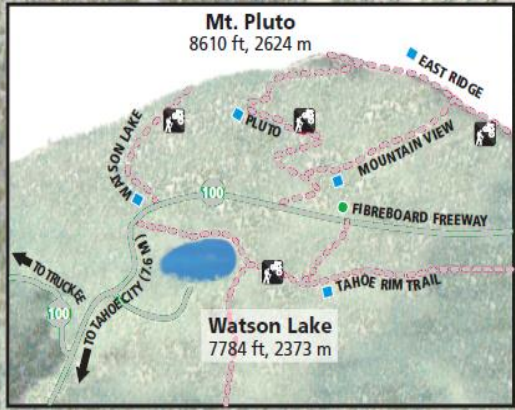 Mt. Pluto
8610 ft, 2624 m
EAST RIDGE
WATSON LAKE
PLUTO
MOUNTAIN VIEW
100
FIBREBOARD FREEWAY
TO TRUCKEE
TO TAHOE CITY (7.6 M)
TAHOE RIM TRAIL
100
Watson Lake
7784 ft, 2373 m